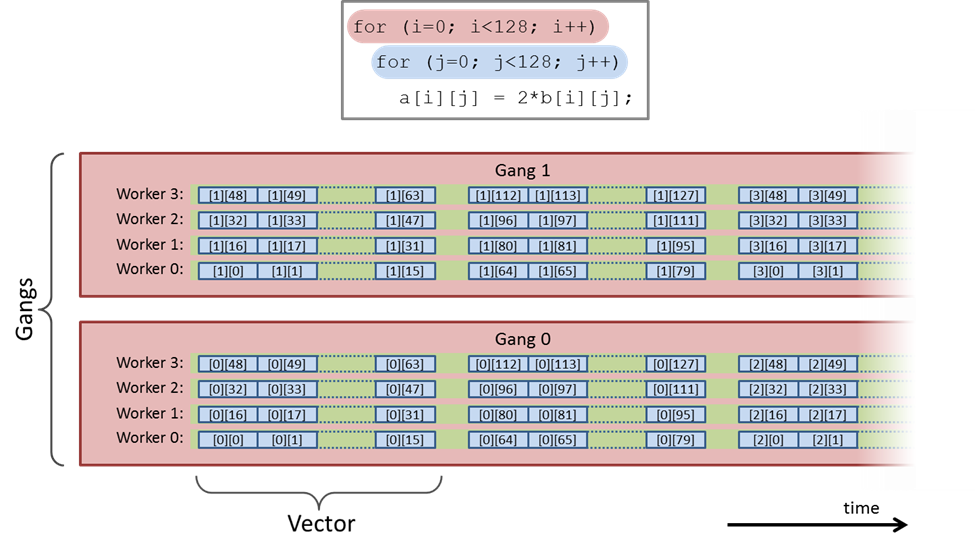 for (i=0; i<128; i++)
for (j=0; j<128; j++)
a[i][j] = 2*b[i][j];
Gangs
Gang 1
Worker 3: [1][48] [1][49] [1][63] [1][112] [1][113] [1][127] [3][48] [3][49]
Worker 2: [1][32] [1][33] [1][47] [1][96] [1][97] [1][111] [3][32] [3][33]
Worker 1: [1][16] [1][17] [1][31] [1][80] [1][81] [1][95] [3][16] [3][17]
Worker 0: [1][0] [1][1] [1][15] [1][64] [1][65] [1][79] [3][0] [3][1]
Gang 0
Worker 3: [0][48] [0][49] [0][63] [0][112] [0][113] [0][127] [2][48] [2][49]
Worker 2: [0][32] [0][33] [0][47] [0][96] [0][97] [0][111] [2][32] [2][33]
Worker 1: [0][16] [0][17] [0][31] [0][80] [0][81] [0][95] [2][16] [2][17]
Worker 0: [0][0] [0][1] [0][15] [0][64] [0][65] [0][79] [2][0] [2][1]
Vector
time